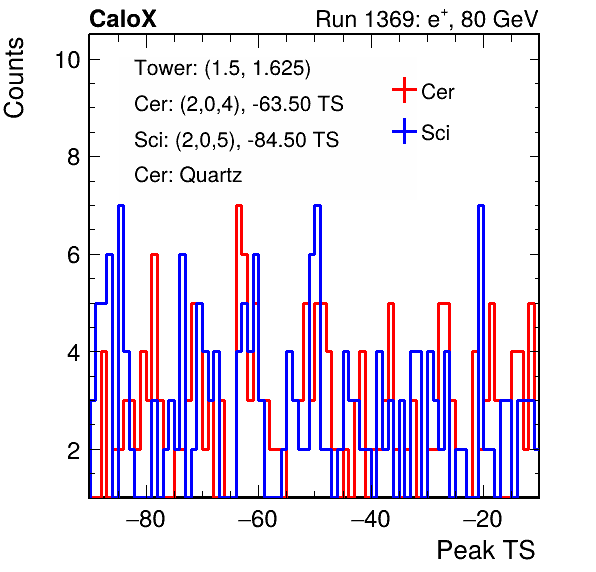 CaloX Run 1369: e⁺, 80 GeV
Counts
Tower: (1.5, 1.625)
Cer: (2,0,4), -63.50 TS
Sci: (2,0,5), -84.50 TS
Cer: Quartz
Cer
Sci
10
8
6
4
2
−80 −60 −40 −20
Peak TS